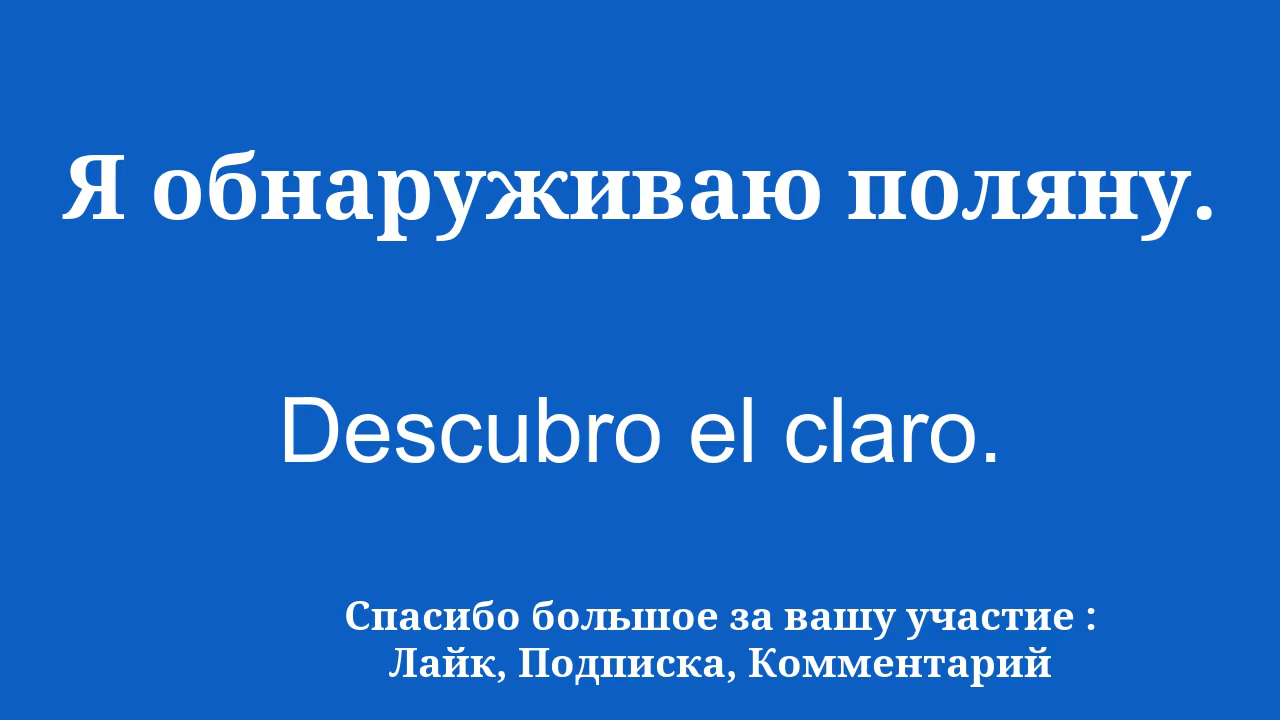 Я обнаруживаю поляну.
Descubro el claro.
Спасибо большое за вашу участие :
Лайк, Подписка, Комментарий